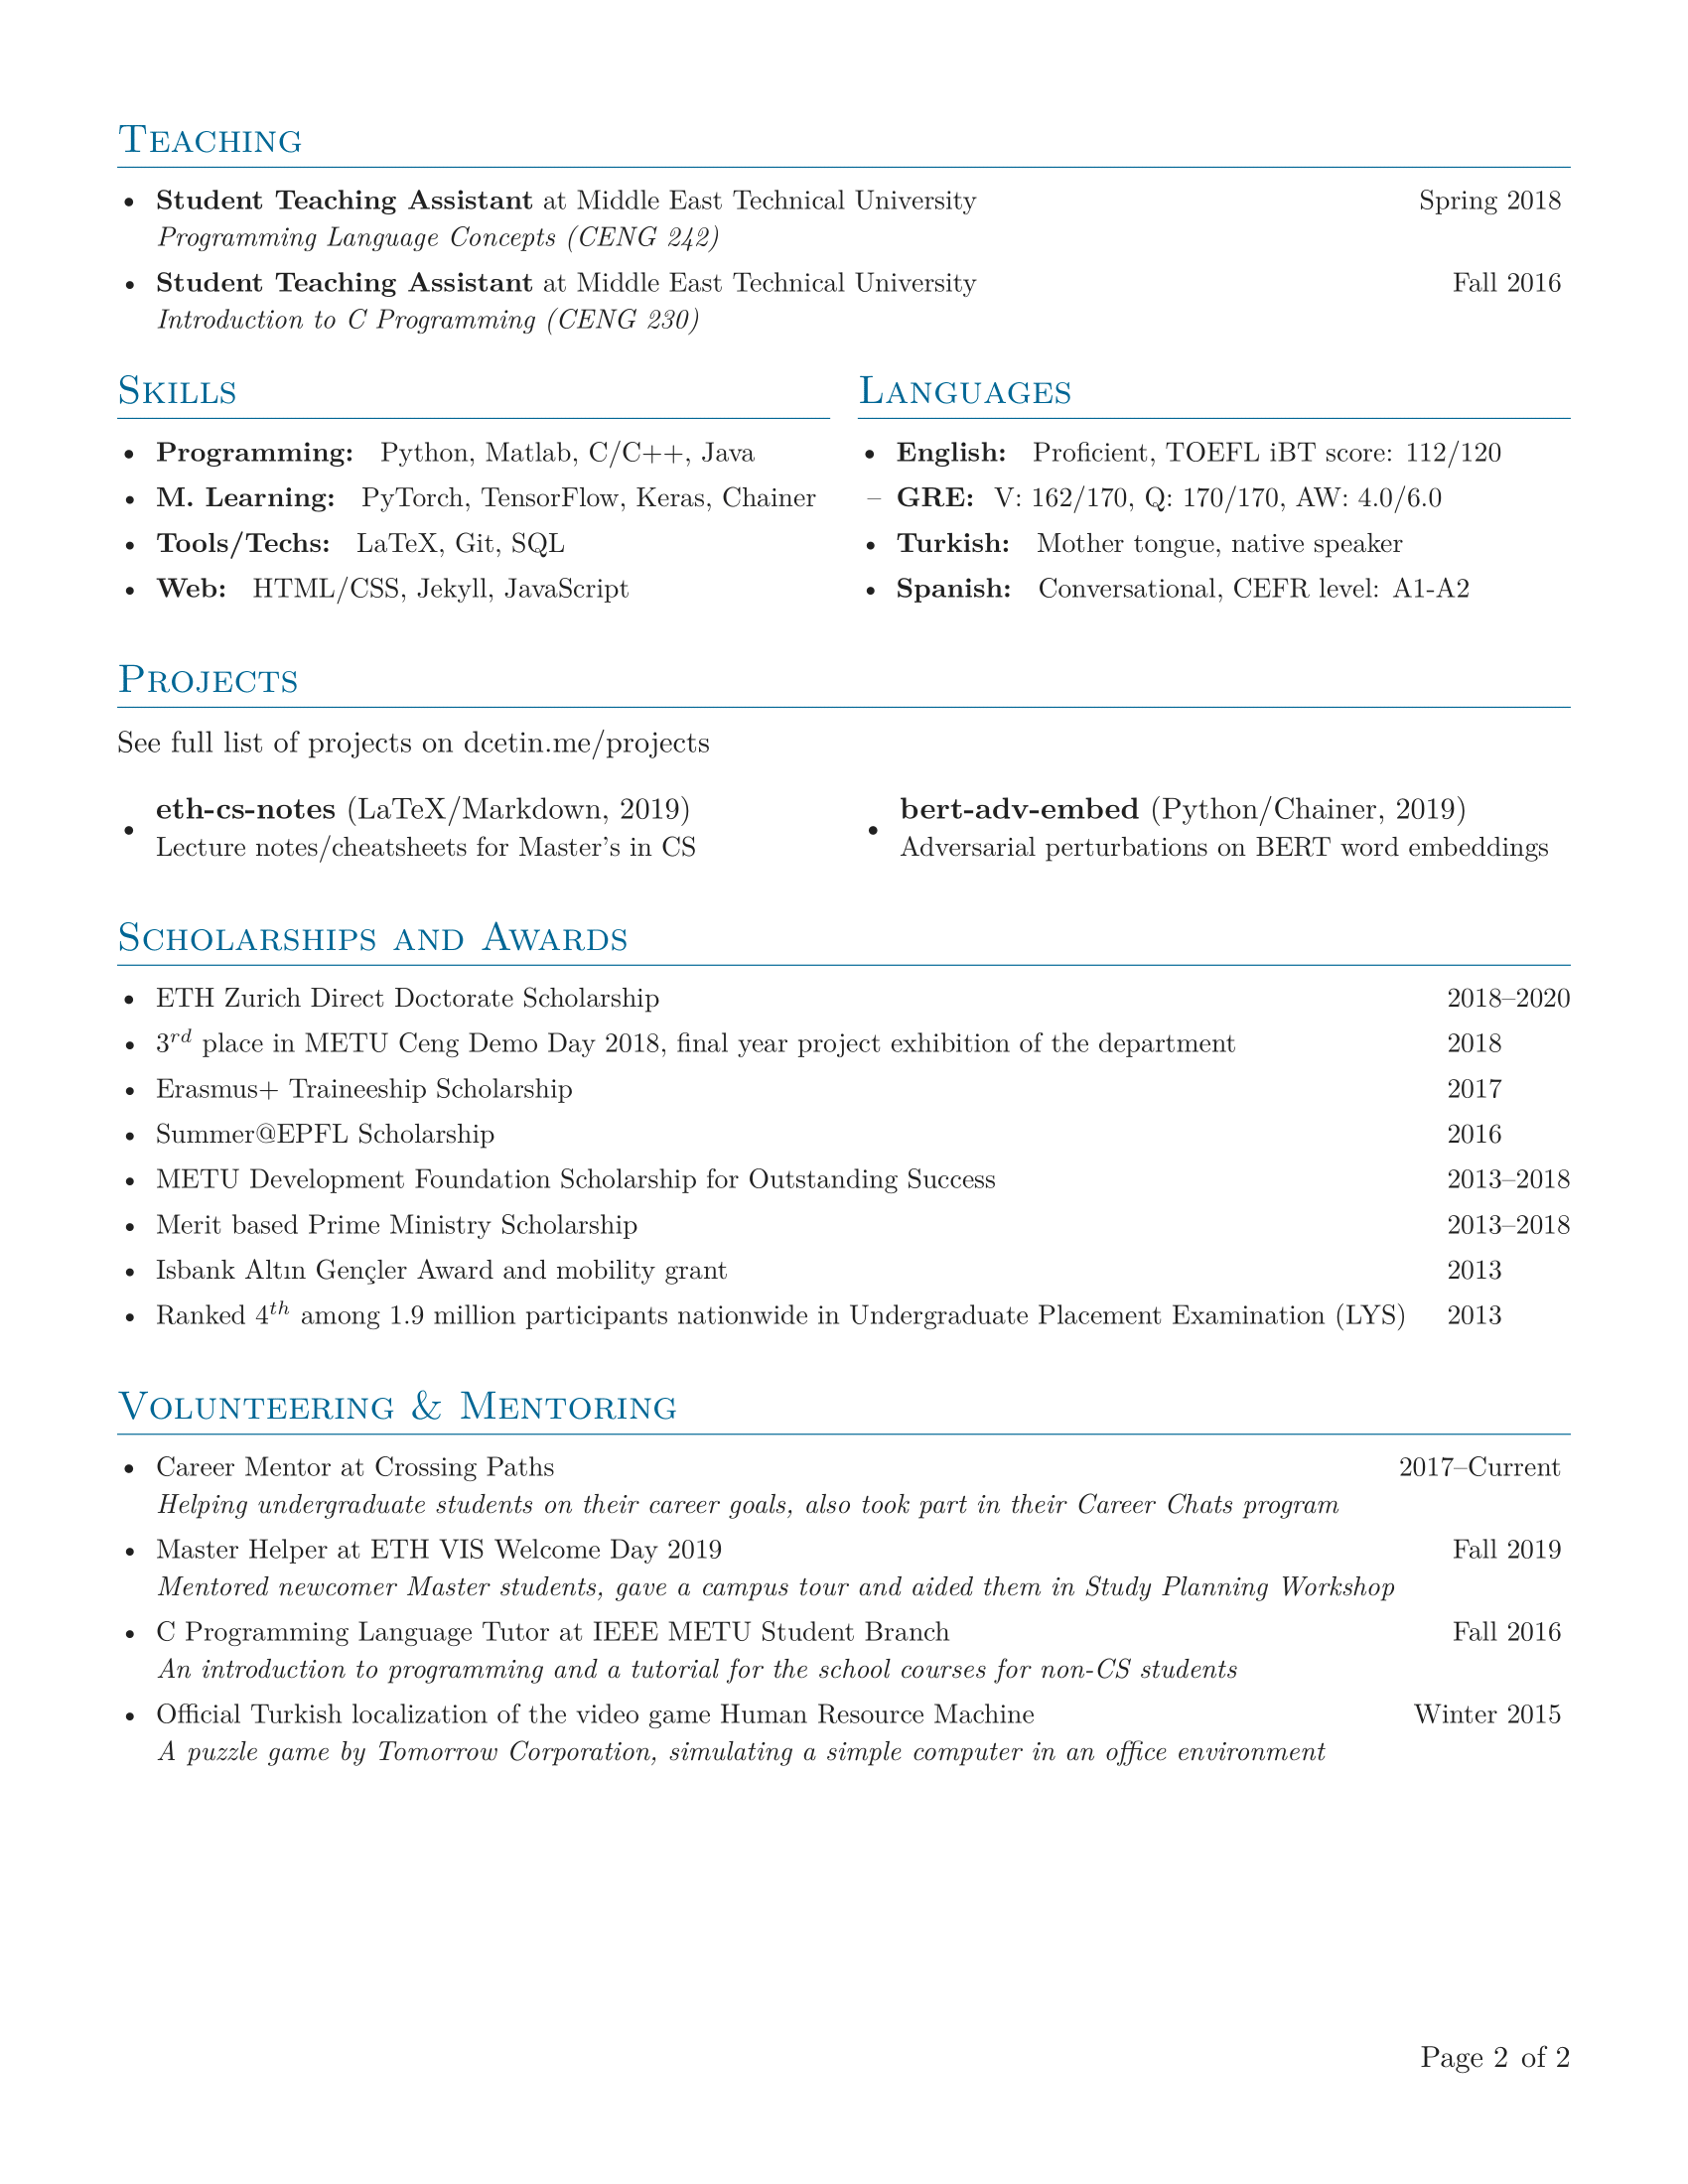 Teaching
• Student Teaching Assistant at Middle East Technical University Spring 2018
Programming Language Concepts (CENG 242)
• Student Teaching Assistant at Middle East Technical University Fall 2016
Introduction to C Programming (CENG 230)
Skills
• Programming: Python, Matlab, C/C++, Java
• M. Learning: PyTorch, TensorFlow, Keras, Chainer
• Tools/Techs: LaTeX, Git, SQL
• Web: HTML/CSS, Jekyll, JavaScript
Languages
• English: Proficient, TOEFL iBT score: 112/120
– GRE: V: 162/170, Q: 170/170, AW: 4.0/6.0
• Turkish: Mother tongue, native speaker
• Spanish: Conversational, CEFR level: A1-A2
Projects
See full list of projects on dcetin.me/projects
• eth-cs-notes (LaTeX/Markdown, 2019)
Lecture notes/cheatsheets for Master's in CS
• bert-adv-embed (Python/Chainer, 2019)
Adversarial perturbations on BERT word embeddings
Scholarships and Awards
• ETH Zurich Direct Doctorate Scholarship 2018–2020
• 3rd place in METU Ceng Demo Day 2018, final year project exhibition of the department 2018
• Erasmus+ Traineeship Scholarship 2017
• Summer@EPFL Scholarship 2016
• METU Development Foundation Scholarship for Outstanding Success 2013–2018
• Merit based Prime Ministry Scholarship 2013–2018
• Isbank Altın Gençler Award and mobility grant 2013
• Ranked 4th among 1.9 million participants nationwide in Undergraduate Placement Examination (LYS) 2013
Volunteering & Mentoring
• Career Mentor at Crossing Paths 2017–Current
Helping undergraduate students on their career goals, also took part in their Career Chats program
• Master Helper at ETH VIS Welcome Day 2019 Fall 2019
Mentored newcomer Master students, gave a campus tour and aided them in Study Planning Workshop
• C Programming Language Tutor at IEEE METU Student Branch Fall 2016
An introduction to programming and a tutorial for the school courses for non-CS students
• Official Turkish localization of the video game Human Resource Machine Winter 2015
A puzzle game by Tomorrow Corporation, simulating a simple computer in an office environment
Page 2 of 2